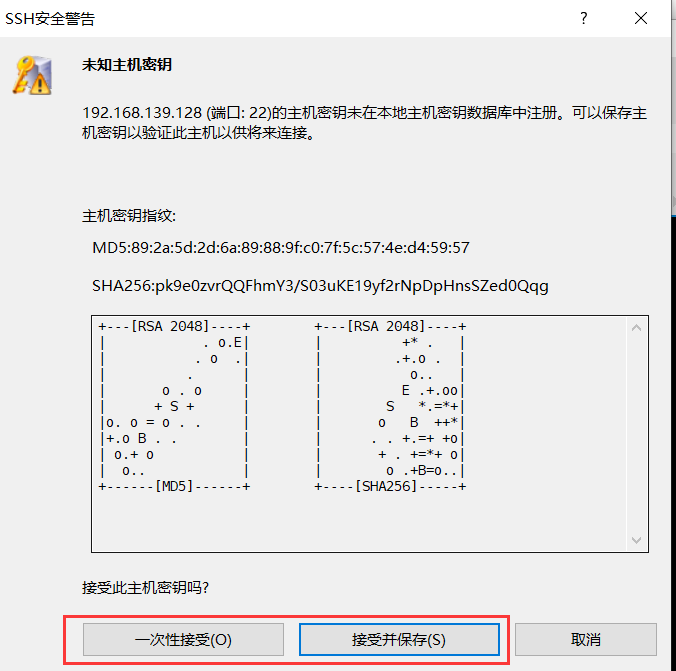 SSH安全警告
未知主机密钥
192.168.139.128 (端口: 22)的主机密钥未在本地主机密钥数据库中注册。可以保存主
机密钥以验证此主机以供将来连接。
主机密钥指纹:
MD5:89:2a:5d:2d:6a:89:88:9f:c0:7f:5c:57:4e:d4:59:57
SHA256:pk9e0zvrQQFhmY3/S03uKE19yf2rNpDpHnsSZed0Qqg
+---[RSA 2048]----+        +---[RSA 2048]----+
|            . o.E|        |          +* .   |
|           . o  .|        |         .+.o .  |
|          .      |        |           o..   |
|       o . o     |        |          E .+.oo|
|      + S +      |        |        S   *.=*+|
|o. o = o . .     |        |       o   B  ++*|
|+.o B . .        |        |      . . +.=+ +o|
| o.+ o           |        |       + . +=*+ o|
|  o..            |        |        o .+B=o..|
+------[MD5]------+        +----[SHA256]-----+
接受此主机密钥吗?
一次性接受(O) 接受并保存(S) 取消